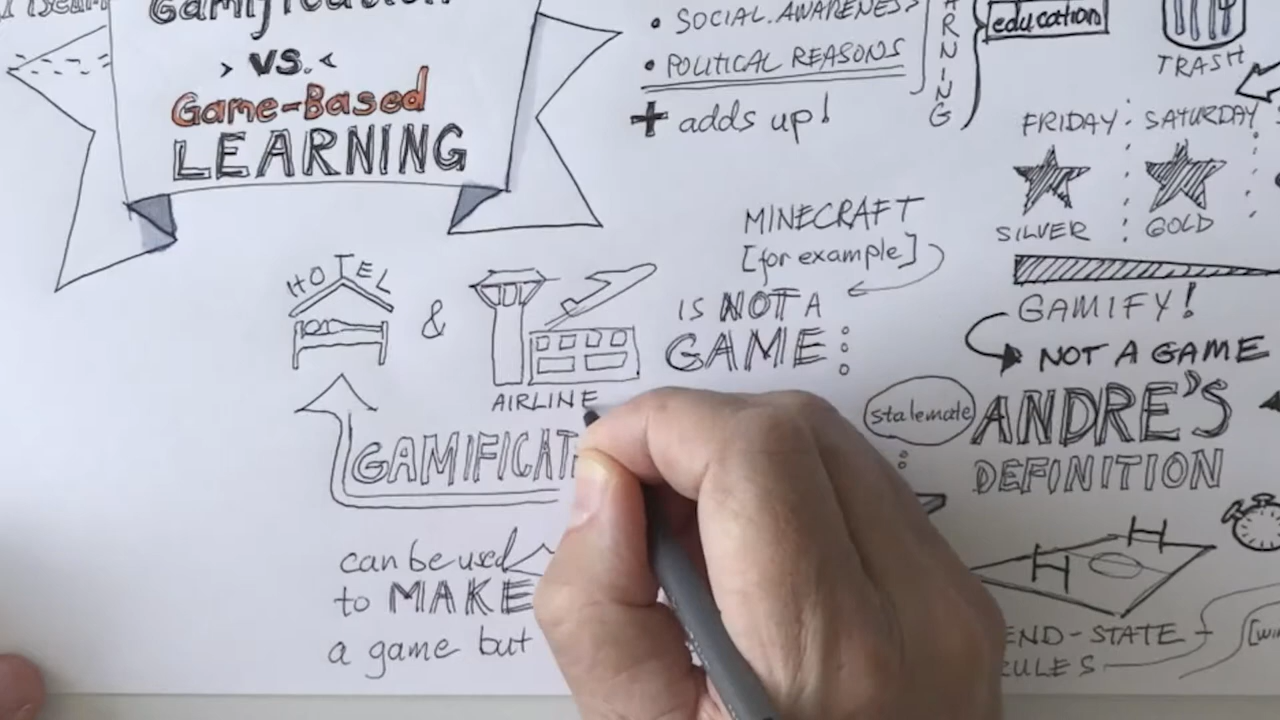 Gamification
vs.
Game-Based
LEARNING
SOCIAL AWARENESS
POLITICAL REASONS
+ adds up!
ARNING
education
TRASH
FRIDAY
SATURDAY
SILVER
GOLD
MINECRAFT
[for example]
IS NOT A
GAME
HOTEL
&
AIRLINE
GAMIFICAT
can be used
to MAKE
a game but
GAMIFY!
NOT A GAME
stalemate
ANDRE'S
DEFINITION
END-STATE
RULES